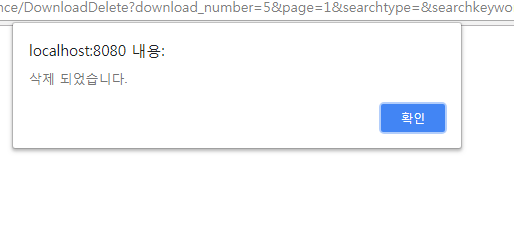 nce/DownloadDelete?download_number=5&page=1&searchtype=&searchkeywo
localhost:8080 내용:
삭제 되었습니다.
확인